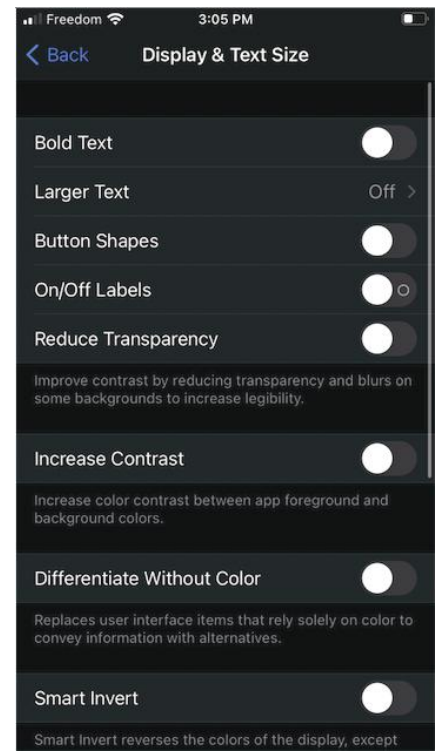 Freedom 3:05 PM
Back Display & Text Size
Bold Text
Larger Text Off >
Button Shapes
On/Off Labels
Reduce Transparency
Improve contrast by reducing transparency and blurs on
some backgrounds to increase legibility.
Increase Contrast
Increase color contrast between app foreground and
background colors.
Differentiate Without Color
Replaces user interface items that rely solely on color to
convey information with alternatives.
Smart Invert
Smart Invert reverses the colors of the display, except